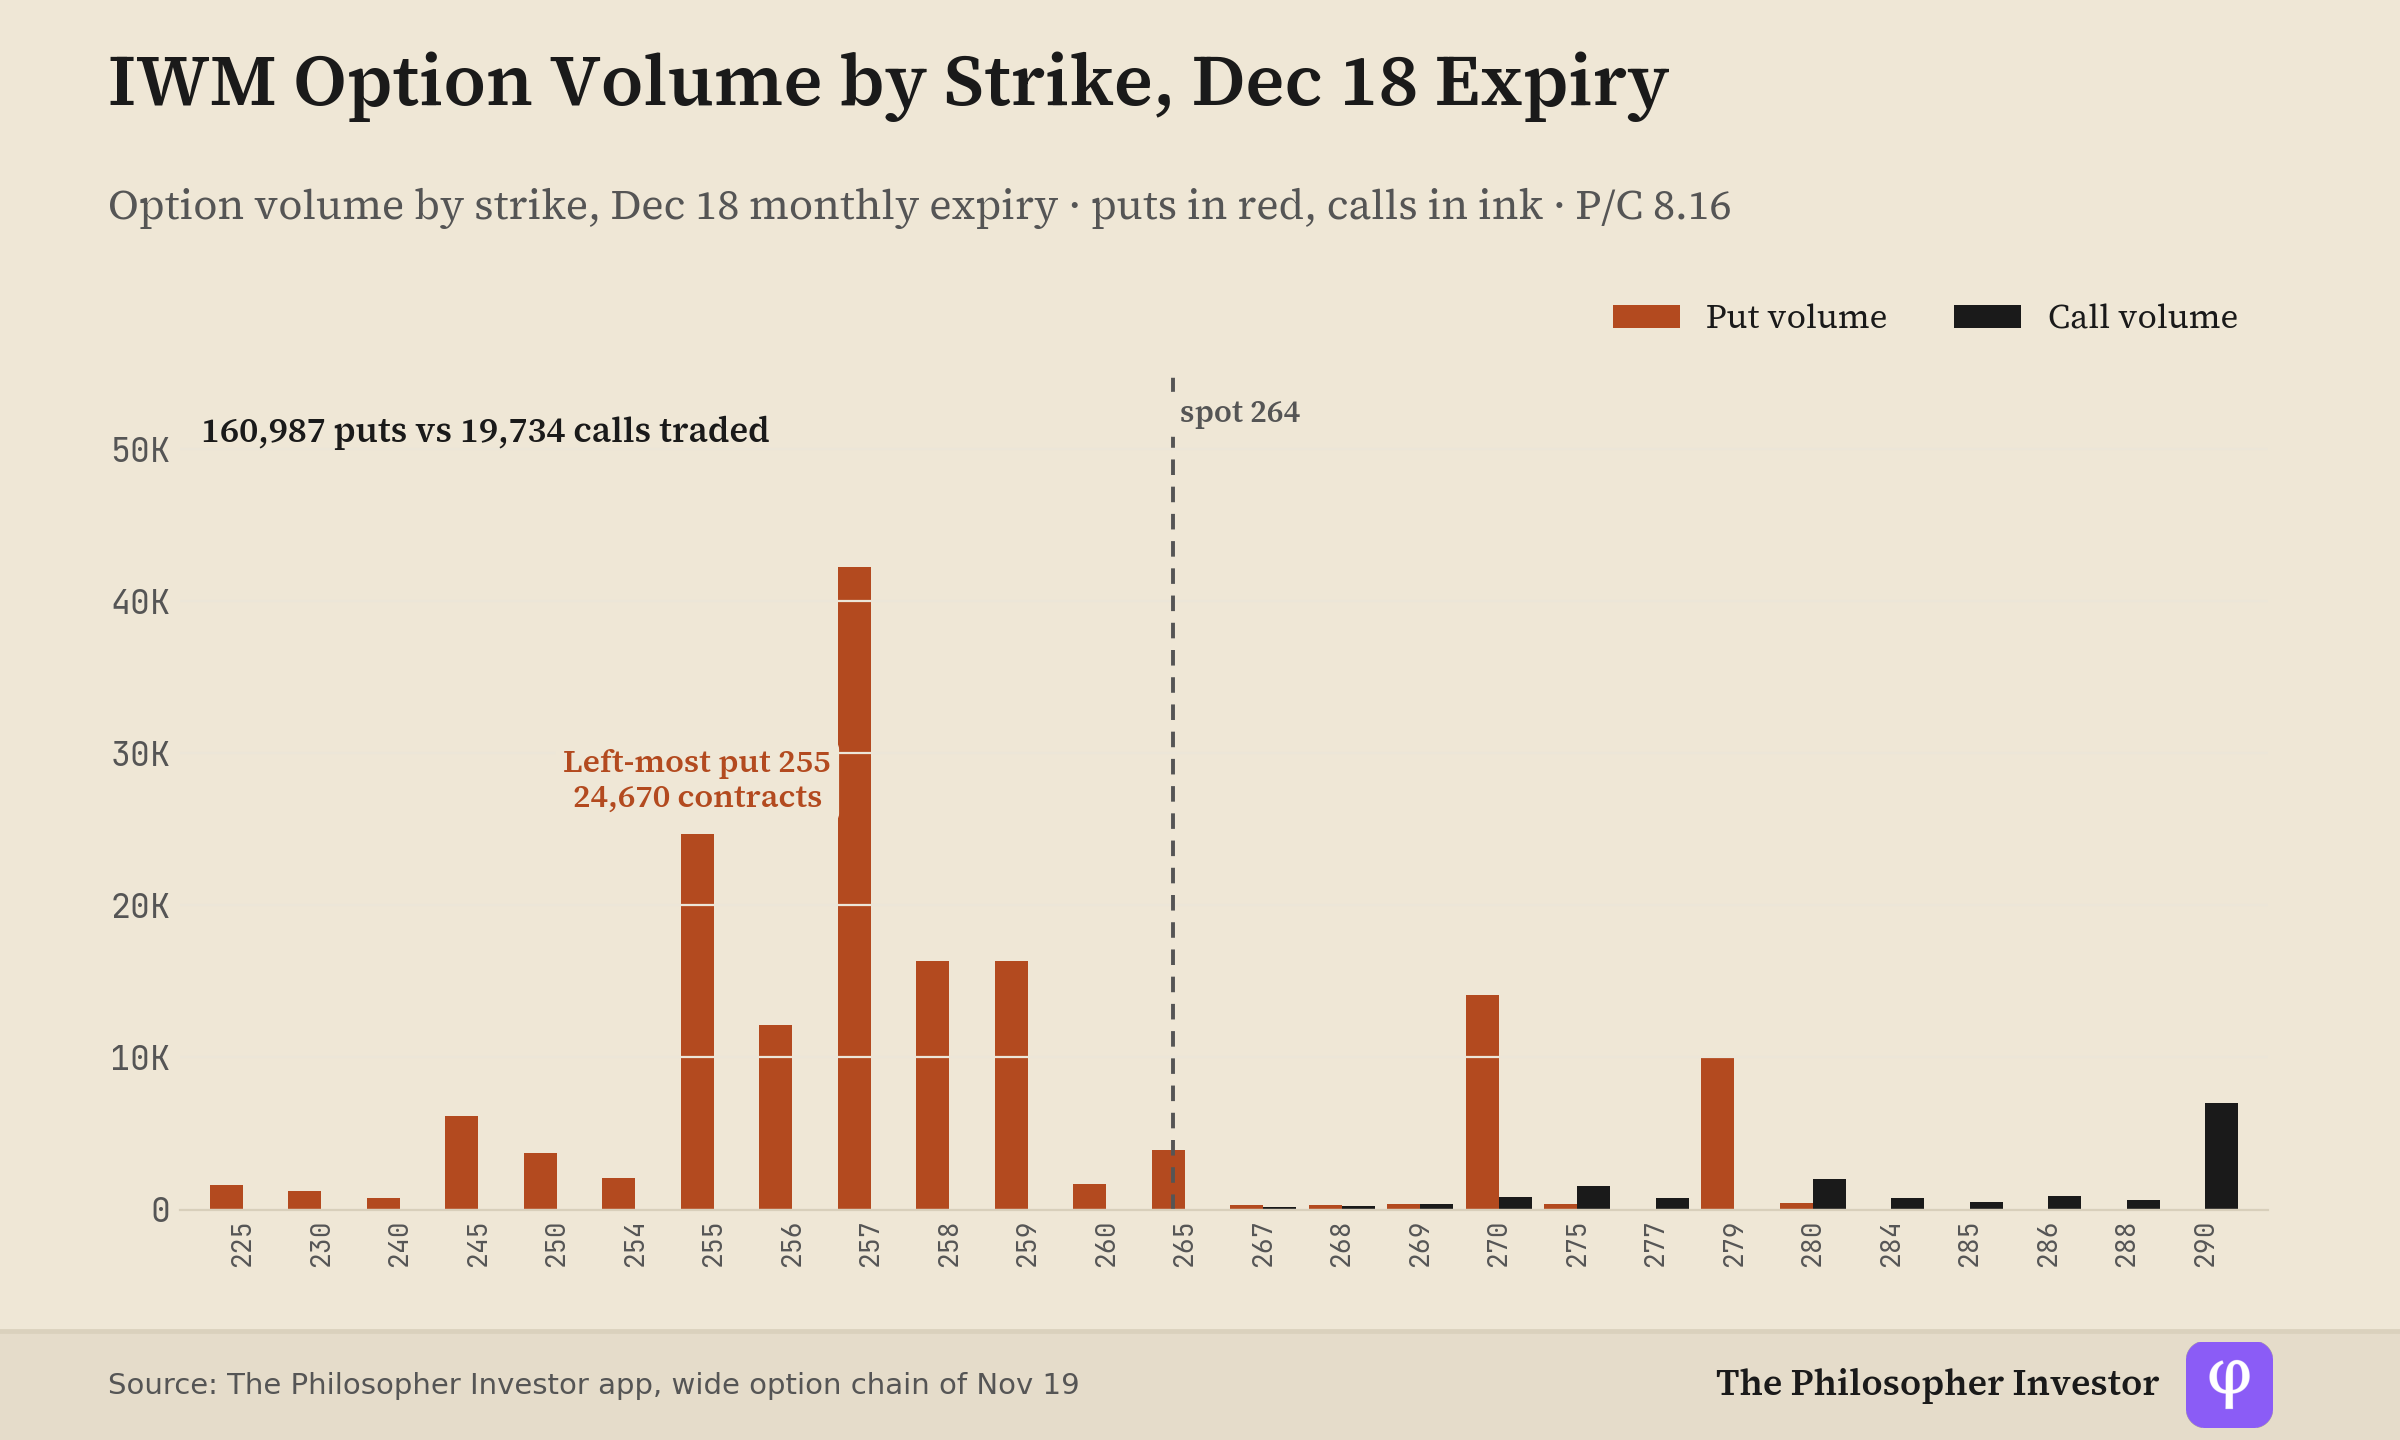 IWM Option Volume by Strike, Dec 18 Expiry
Option volume by strike, Dec 18 monthly expiry · puts in red, calls in ink · P/C 8.16
Put volume Call volume
spot 264
160,987 puts vs 19,734 calls traded
50K
40K
30K
Left-most put 255
24,670 contracts
20K
10K
0
225 230 240 245 250 254 255 256 257 258 259 260 265 267 268 269 270 275 277 279 280 284 285 286 288 290
Source: The Philosopher Investor app, wide option chain of Nov 19
The Philosopher Investor φ